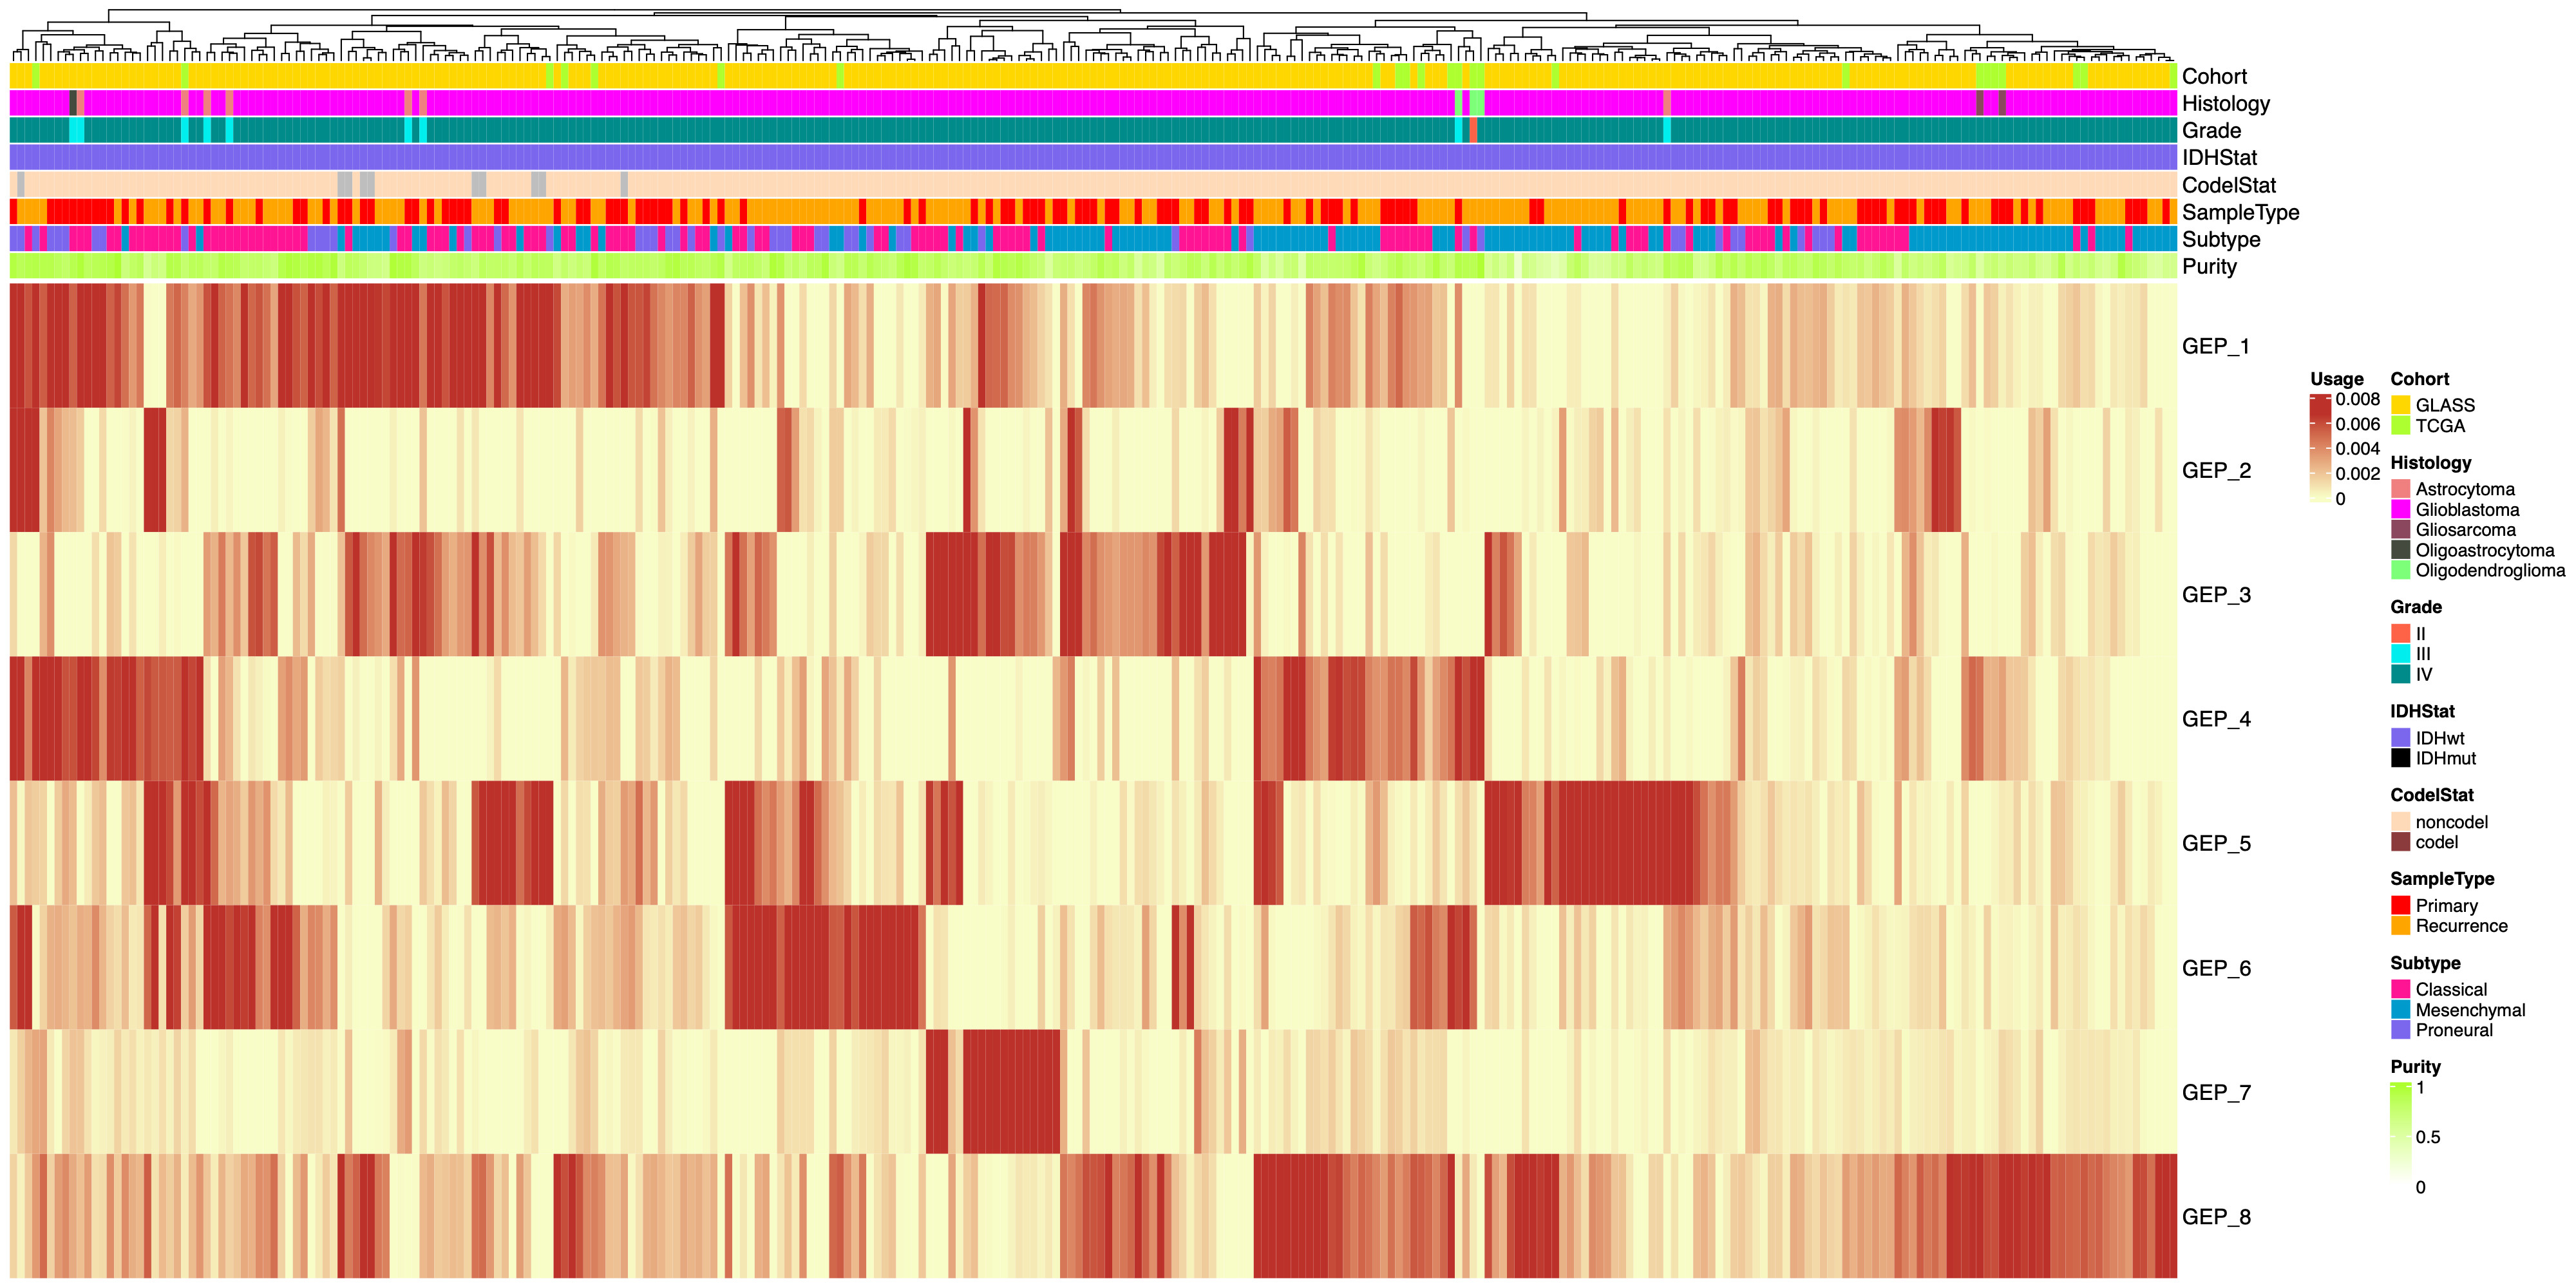 Cohort
Histology
Grade
IDHStat
CodelStat
SampleType
Subtype
Purity
GEP_1
GEP_2
GEP_3
GEP_4
GEP_5
GEP_6
GEP_7
GEP_8
Usage
0.008
0.006
0.004
0.002
0
Cohort
GLASS
TCGA
Histology
Astrocytoma
Glioblastoma
Gliosarcoma
Oligoastrocytoma
Oligodendroglioma
Grade
II
III
IV
IDHStat
IDHwt
IDHmut
CodelStat
noncodel
codel
SampleType
Primary
Recurrence
Subtype
Classical
Mesenchymal
Proneural
Purity
1
0.5
0